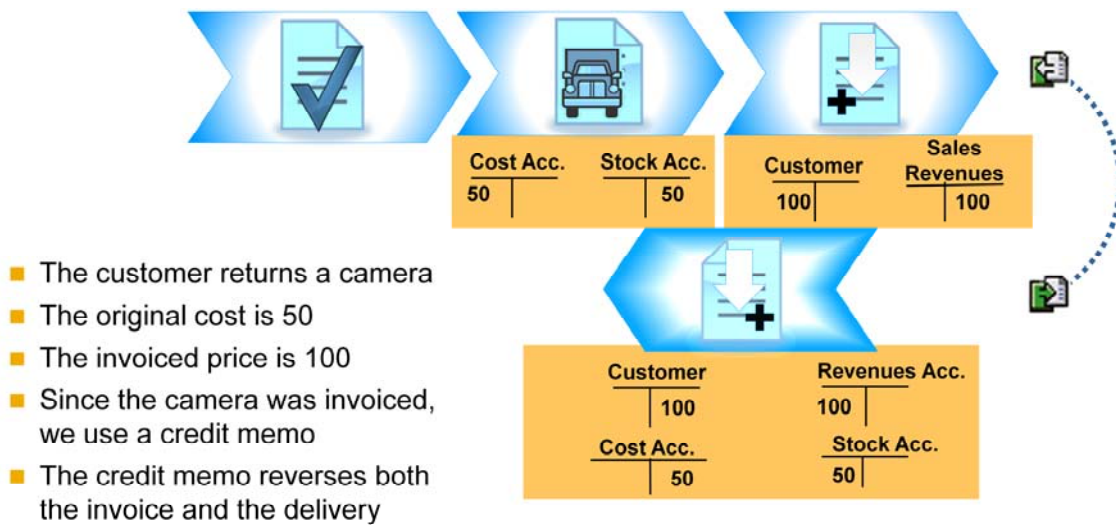 Cost Acc. Stock Acc.
50 50
Customer Sales
Revenues
100 100
The customer returns a camera
The original cost is 50
The invoiced price is 100
Since the camera was invoiced,
we use a credit memo
The credit memo reverses both
the invoice and the delivery
Customer Revenues Acc.
100 100
Cost Acc. Stock Acc.
50 50